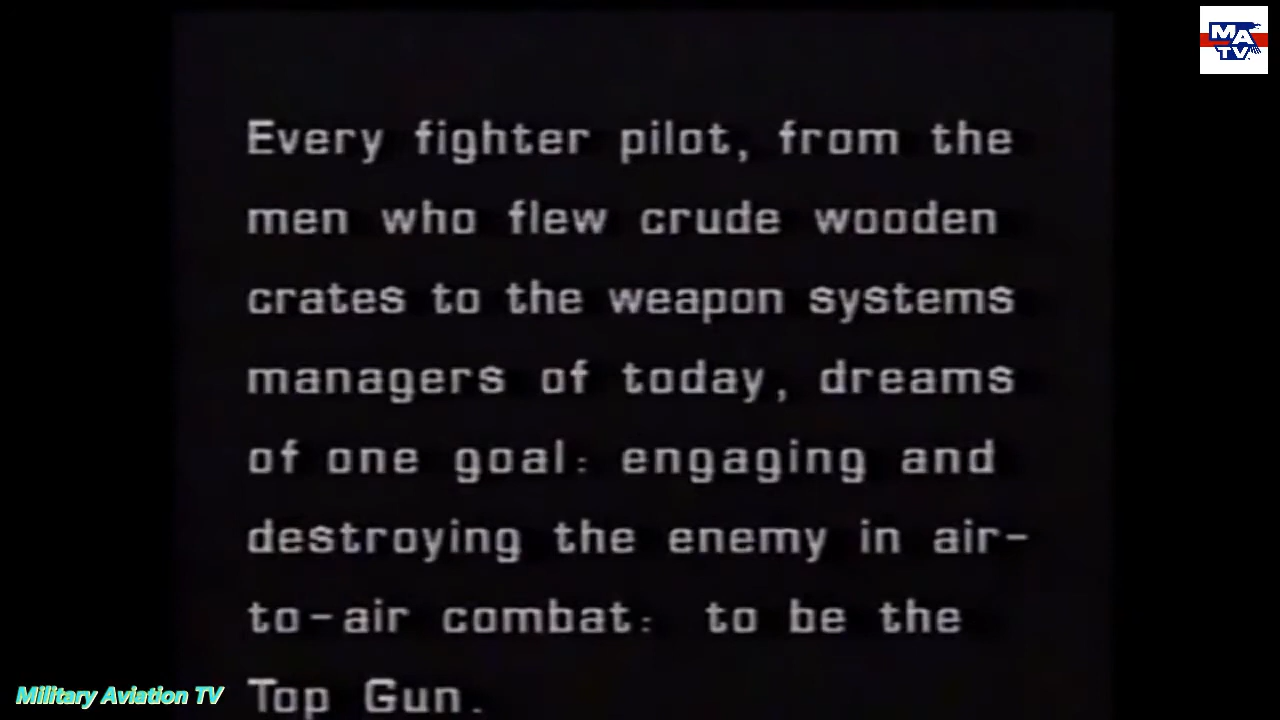 MA
TV
Every fighter pilot, from the
men who flew crude wooden
crates to the weapon systems
managers of today, dreams
of one goal: engaging and
destroying the enemy in air-
to-air combat: to be the
Top Gun.
Military Aviation TV